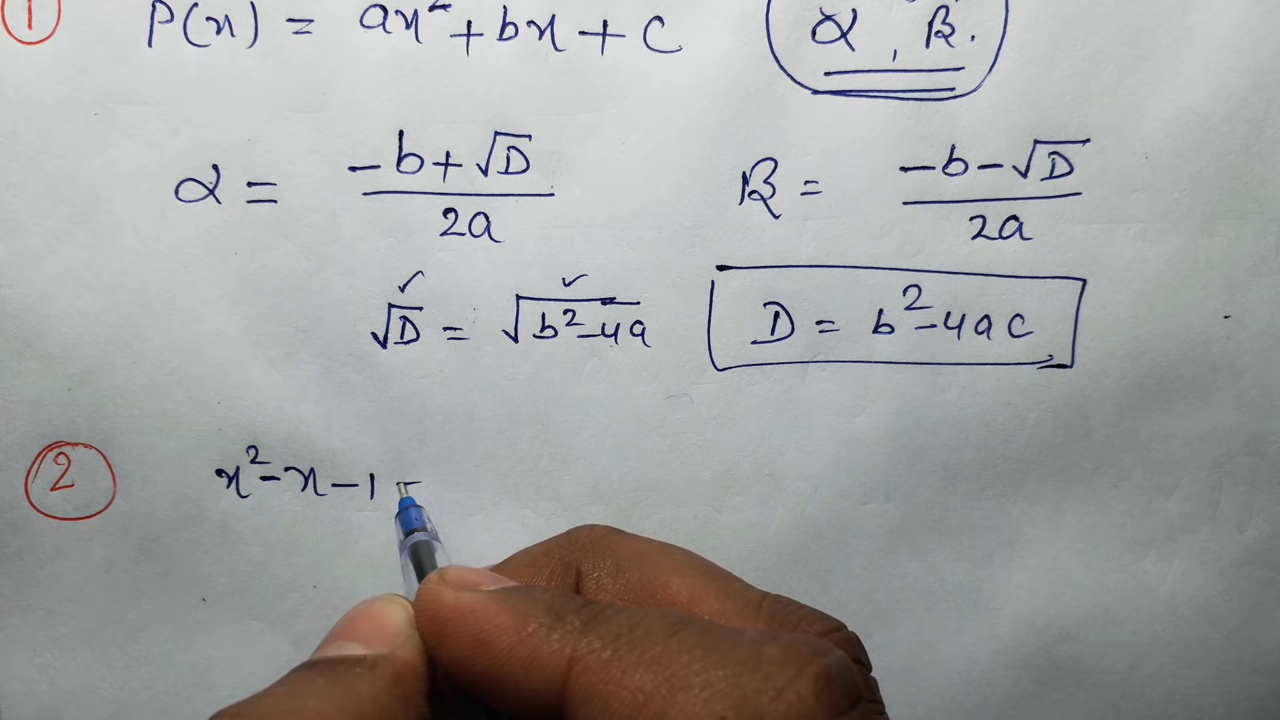 ① P(x) = ax² + bx + c α , β.
α = (-b + √D) / 2a β = (-b - √D) / 2a
√D = √(b² - 4a D = b² - 4ac
② x² - x - 1 -